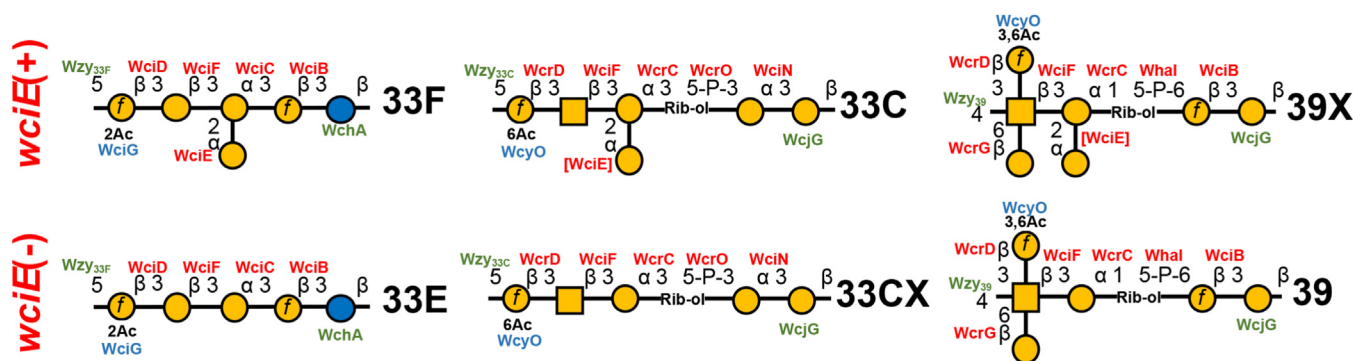 wciE(+)
Wzy33F WciD WciF WciC WciB
5 β 3 β 3 α 3 β 3 β
f f
33F
2Ac
WciG
2
α
WciE
WchA
Wzy33C WcrD WciF WcrC WcrO WciN
5 β 3 β 3 α 3 5-P-3 α 3 β
f
Rib-ol
33C
6Ac
WcyO
2
α
[WciE]
WcjG
WcyO
3,6Ac
WcrD β f
WciF WcrC WhaI WciB
3 β 3 α 1 5-P-6 β 3 β
Wzy39
4
Rib-ol
f
39X
6
WcrG β
2
α
[WciE]
WcjG
wciE(-)
Wzy33F WciD WciF WciC WciB
5 β 3 β 3 α 3 β 3 β
f f
33E
2Ac
WciG
WchA
Wzy33C WcrD WciF WcrC WcrO WciN
5 β 3 β 3 α 3 5-P-3 α 3 β
f
Rib-ol
33CX
6Ac
WcyO
WcjG
WcyO
3,6Ac
WcrD β f
WciF WcrC WhaI WciB
3 β 3 α 1 5-P-6 β 3 β
Wzy39
4
Rib-ol
f
39
6
WcrG β
WcjG